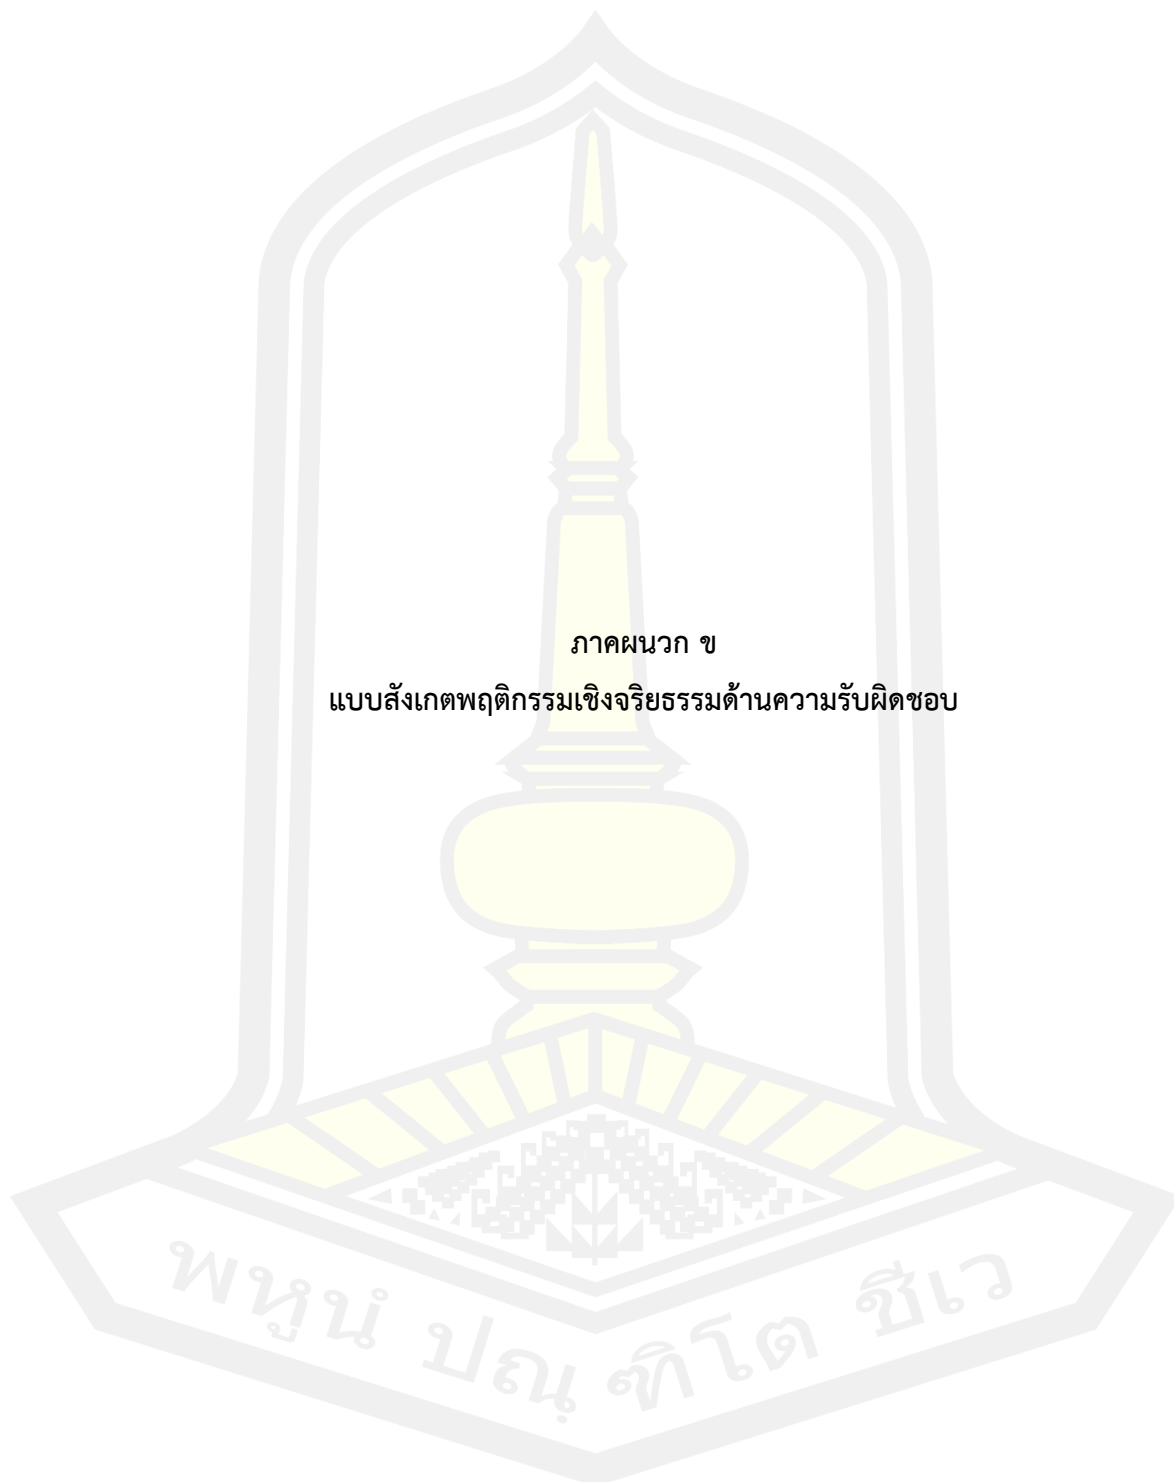 ภาคผนวก ข
แบบสังเกตพฤติกรรมเชิงจริยธรรมด้านความรับผิดชอบ
พหูนํ ปณฺฑิโต ชีเว